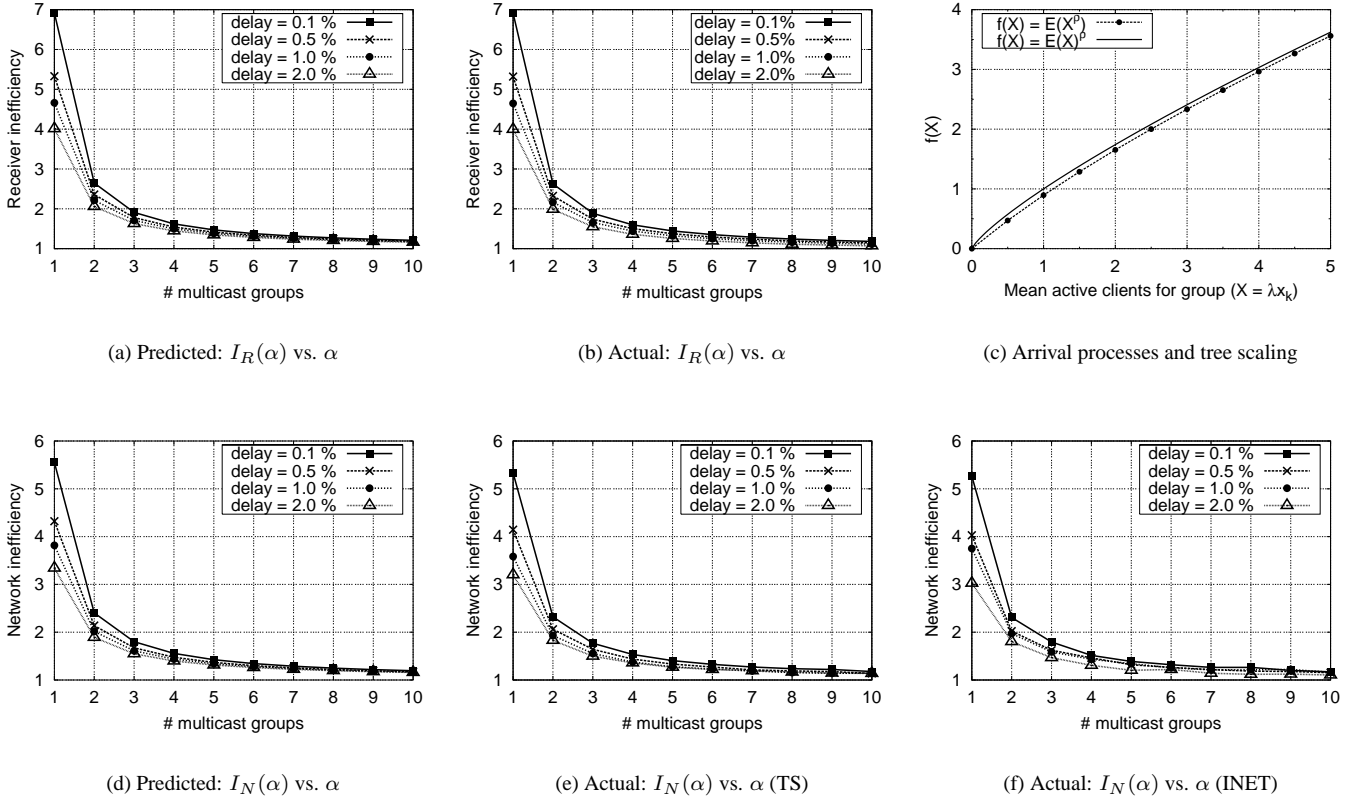 7
6
5
4
3
2
1
Receiver inefficiency
delay = 0.1 %
delay = 0.5 %
delay = 1.0 %
delay = 2.0 %
1 2 3 4 5 6 7 8 9 10
# multicast groups
(a) Predicted: I_R(α) vs. α
7
6
5
4
3
2
1
Receiver inefficiency
delay = 0.1%
delay = 0.5%
delay = 1.0%
delay = 2.0%
1 2 3 4 5 6 7 8 9 10
# multicast groups
(b) Actual: I_R(α) vs. α
4
3
2
1
0
f(X)
f(X) = E(X^ρ)
f(X) = E(X)^ρ
0 1 2 3 4 5
Mean active clients for group (X = λx_k)
(c) Arrival processes and tree scaling
6
5
4
3
2
1
Network inefficiency
delay = 0.1 %
delay = 0.5 %
delay = 1.0 %
delay = 2.0 %
1 2 3 4 5 6 7 8 9 10
# multicast groups
(d) Predicted: I_N(α) vs. α
6
5
4
3
2
1
Network inefficiency
delay = 0.1 %
delay = 0.5 %
delay = 1.0 %
delay = 2.0 %
1 2 3 4 5 6 7 8 9 10
# multicast groups
(e) Actual: I_N(α) vs. α (TS)
6
5
4
3
2
1
Network inefficiency
delay = 0.1 %
delay = 0.5 %
delay = 1.0 %
delay = 2.0 %
1 2 3 4 5 6 7 8 9 10
# multicast groups
(f) Actual: I_N(α) vs. α (INET)